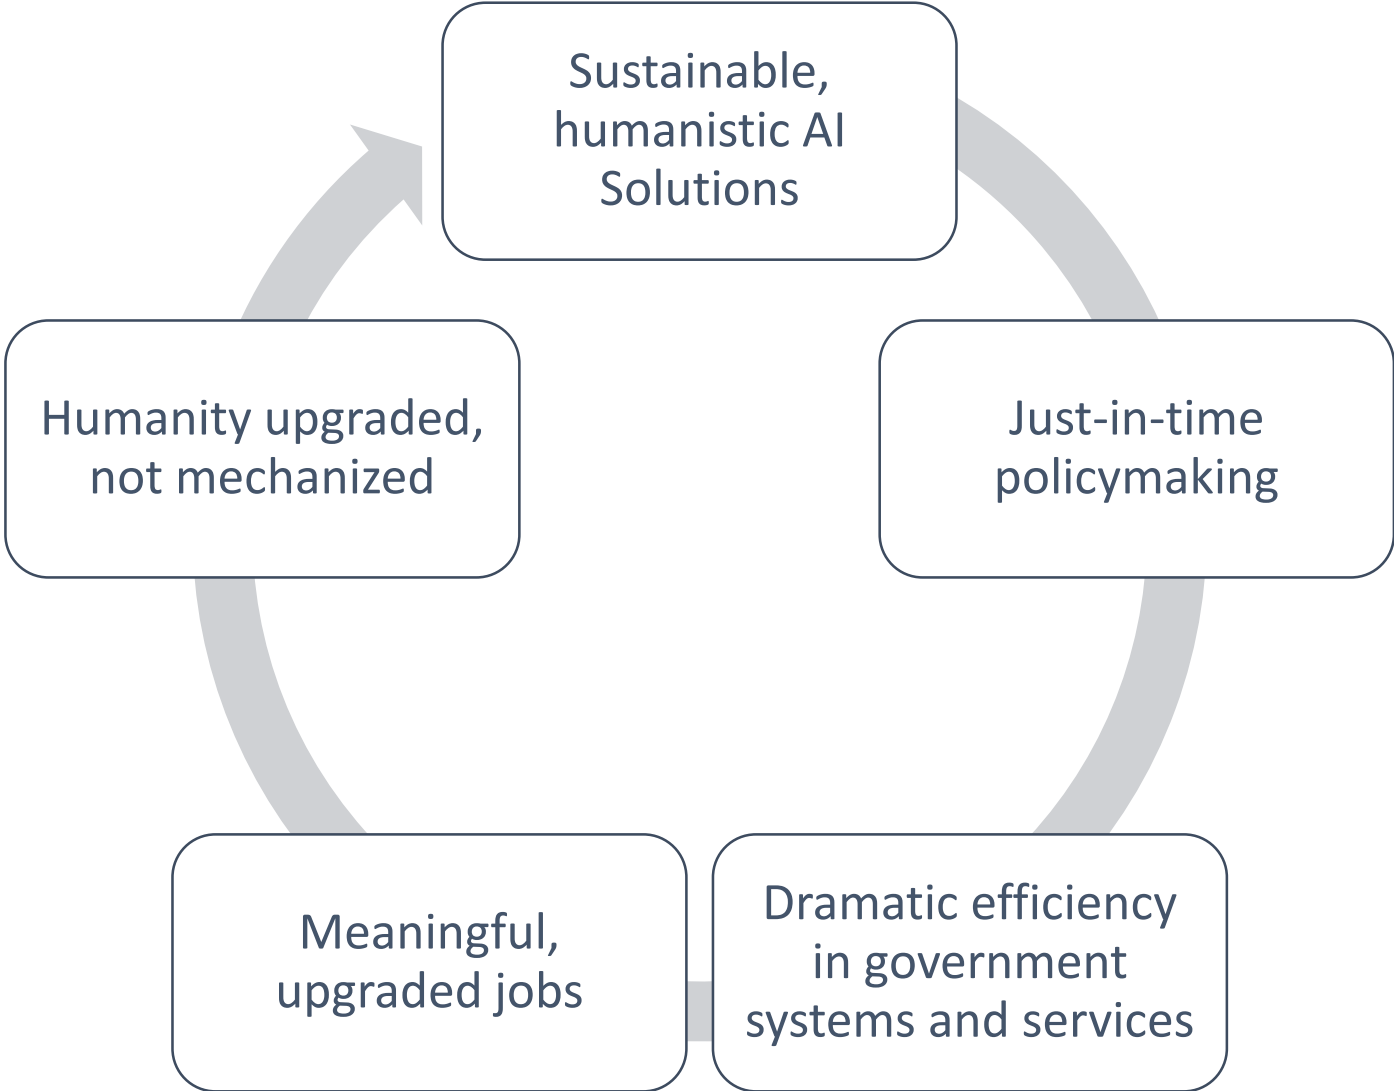 Sustainable,
humanistic AI
Solutions
Just-in-time
policymaking
Dramatic efficiency
in government
systems and services
Meaningful,
upgraded jobs
Humanity upgraded,
not mechanized